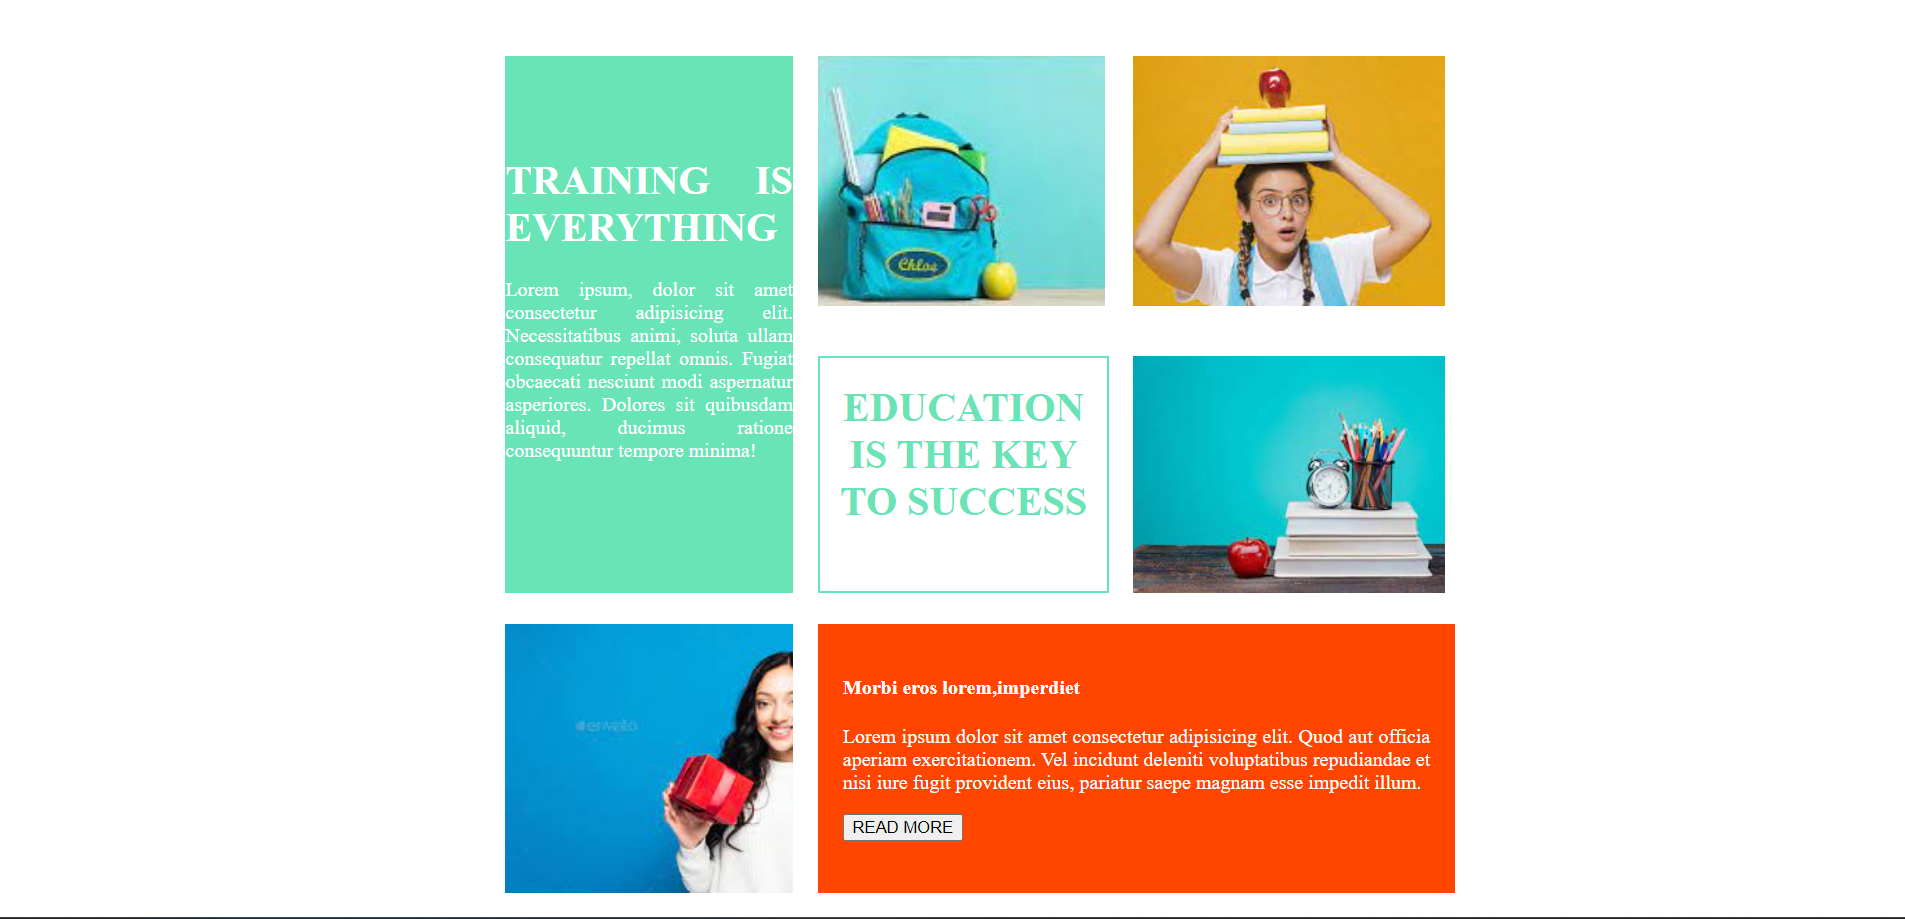 TRAINING IS
EVERYTHING
Lorem ipsum, dolor sit amet
consectetur adipisicing elit.
Necessitatibus animi, soluta ullam
consequatur repellat omnis. Fugiat
obcaecati nesciunt modi aspernatur
asperiores. Dolores sit quibusdam
aliquid, ducimus ratione
consequuntur tempore minima!
Chloe
EDUCATION
IS THE KEY
TO SUCCESS
envato
Morbi eros lorem,imperdiet
Lorem ipsum dolor sit amet consectetur adipisicing elit. Quod aut officia
aperiam exercitationem. Vel incidunt deleniti voluptatibus repudiandae et
nisi iure fugit provident eius, pariatur saepe magnam esse impedit illum.
READ MORE